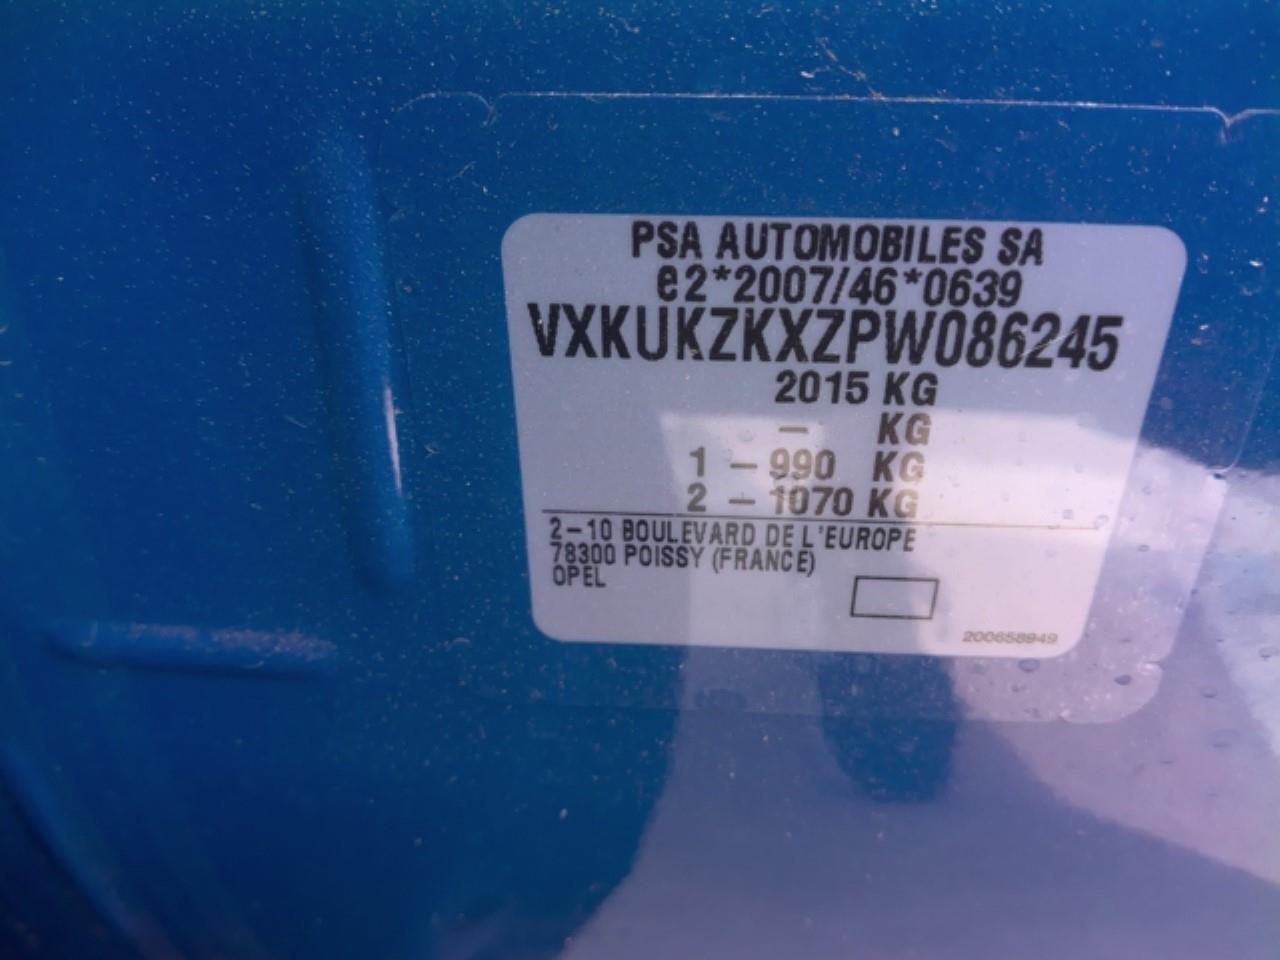 PSA AUTOMOBILES SA
e2*2007/46*0639
VXKUKZKXZPW086245
2015 KG
– KG
1 – 990 KG
2 – 1070 KG
2–10 BOULEVARD DE L'EUROPE
78300 POISSY (FRANCE)
OPEL
200658949